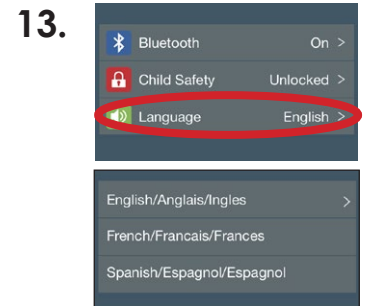 13.
Bluetooth On >
Child Safety Unlocked >
Language English >
English/Anglais/Ingles >
French/Francais/Frances
Spanish/Espagnol/Espagnol